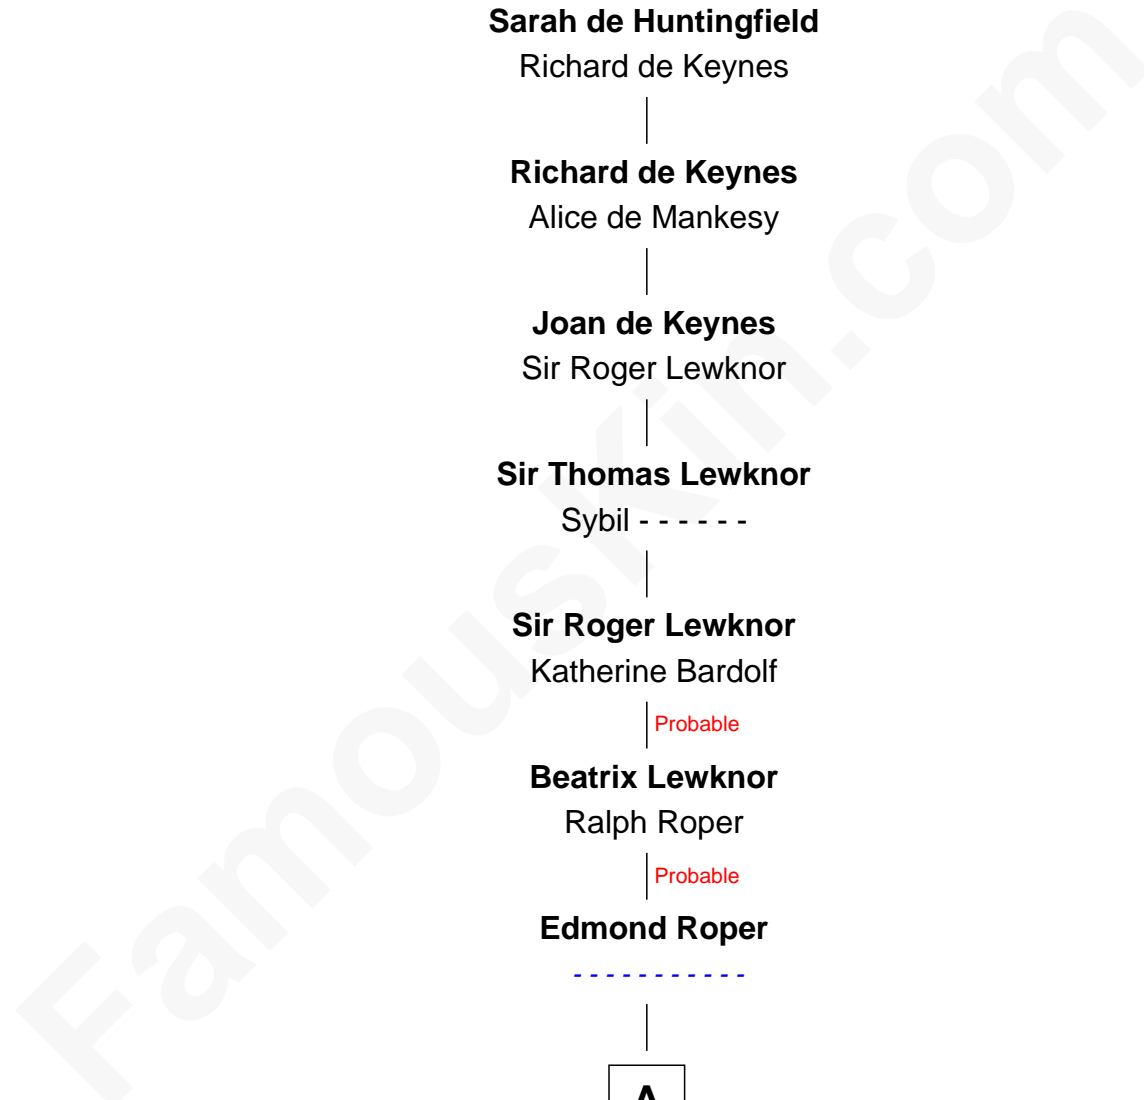 Sarah de Huntingfield
Richard de Keynes
Richard de Keynes
Alice de Mankesy
Joan de Keynes
Sir Roger Lewknor
Sir Thomas Lewknor
Sybil - - - - - -
Sir Roger Lewknor
Katherine Bardolf
Probable
Beatrix Lewknor
Ralph Roper
Probable
Edmond Roper
- - - - - - - - - - -
A
FamousKin.com